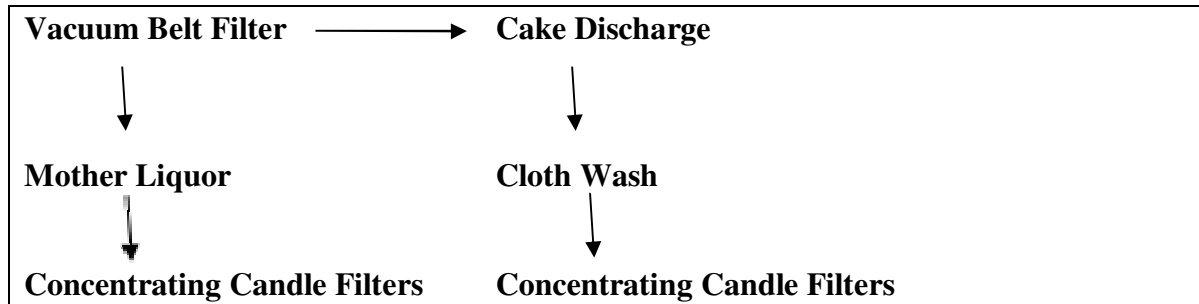 Vacuum Belt Filter Cake Discharge
Mother Liquor Cloth Wash
Concentrating Candle Filters Concentrating Candle Filters